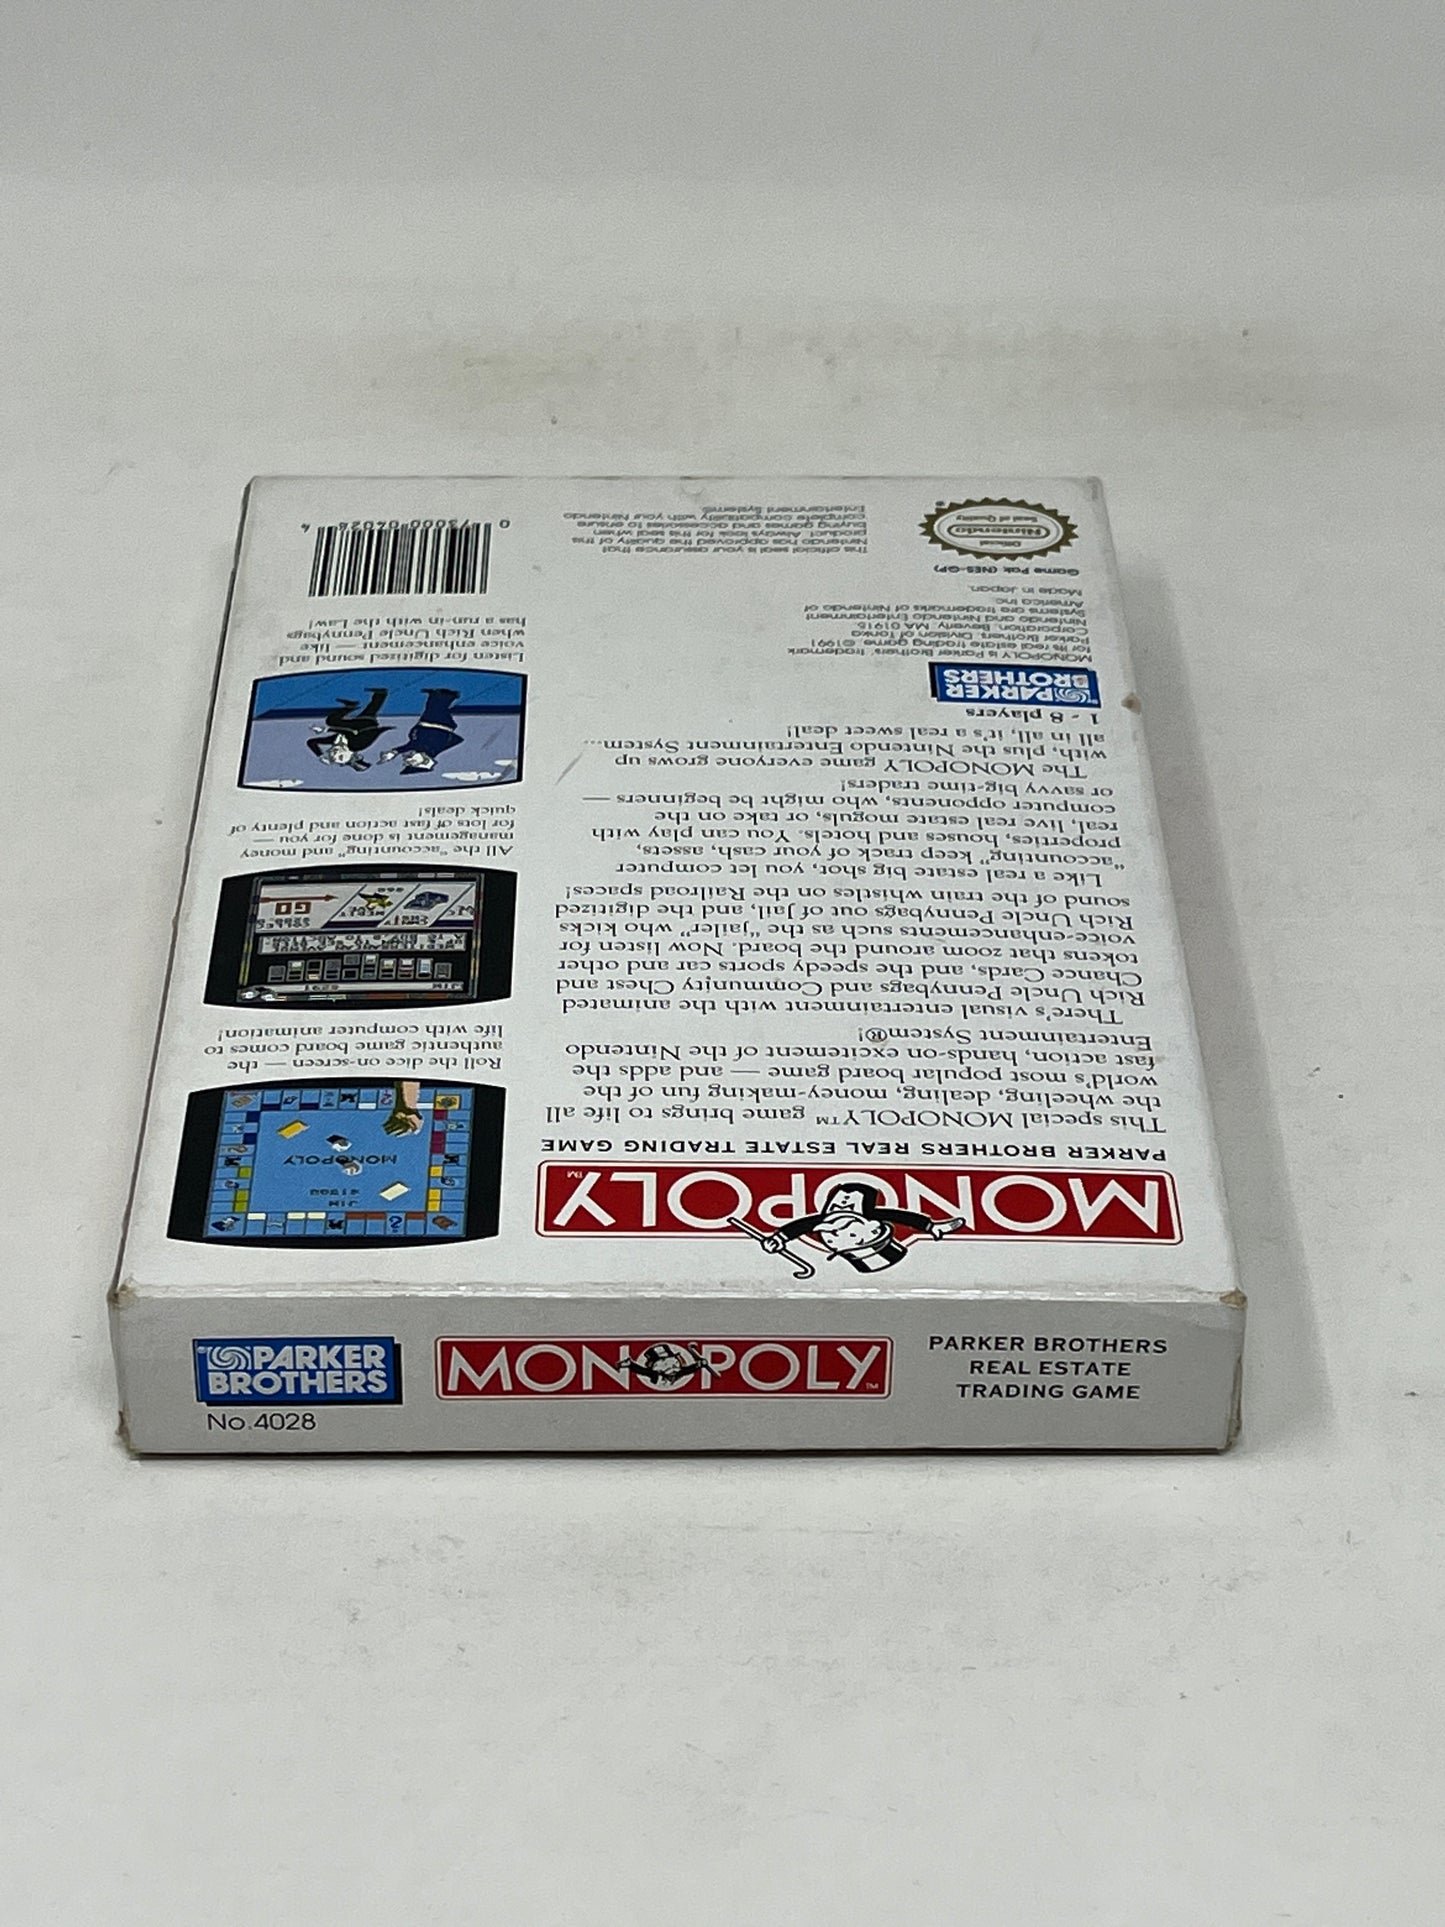 MONOPOLY™
PARKER BROTHERS REAL ESTATE TRADING GAME
This special MONOPOLY™ game brings to life all
the wheeling, dealing, money-making fun of the
world's most popular board game — and adds the
fast action, hands-on excitement of the Nintendo
Entertainment System®!
There's visual entertainment with the animated
Rich Uncle Pennybags and Community Chest and
Chance Cards, and the speedy sports car and other
tokens that zoom around the board. Now listen for
voice-enhancements such as the "jailer" who kicks
Rich Uncle Pennybags out of Jail, and the digitized
sound of the train whistles on the Railroad spaces!
Like a real estate big shot, you let computer
"accounting" keep track of your cash, assets,
properties, houses and hotels. You can play with
real, live real estate moguls, or take on the
computer opponents, who might be beginners —
or savvy big-time traders!
The MONOPOLY game everyone grows up
with, plus the Nintendo Entertainment System...
all in all, it's a real sweet deal!
1 - 8 players
PARKER
BROTHERS
MONOPOLY is Parker Brothers' trademark
for its real estate trading game. ©1991
Parker Brothers, Division of Tonka
Corporation, Beverly, MA 01915
Nintendo and Nintendo Entertainment
Systems are trademarks of Nintendo of
America Inc.
Made in Japan.
Game Pak (NES-GP)
Official
Nintendo
Seal of Quality
This official seal is your assurance that
Nintendo has approved the quality of this
product. Always look for this seal when
buying games and accessories to ensure
complete compatibility with your Nintendo
Entertainment System®
JIM
MONOPOLY
Roll the dice on-screen — the
authentic game board comes to
life with computer animation!
JIM
GO
All the "accounting" and money
management is done for you —
for lots of fast action and plenty of
quick deals!
Listen for digitized sound and
voice enhancement — like
when Rich Uncle Pennybags
has a run-in with the Law!
0 73000 04028 4
PARKER
BROTHERS
No.4028
MONOPOLY™
PARKER BROTHERS
REAL ESTATE
TRADING GAME